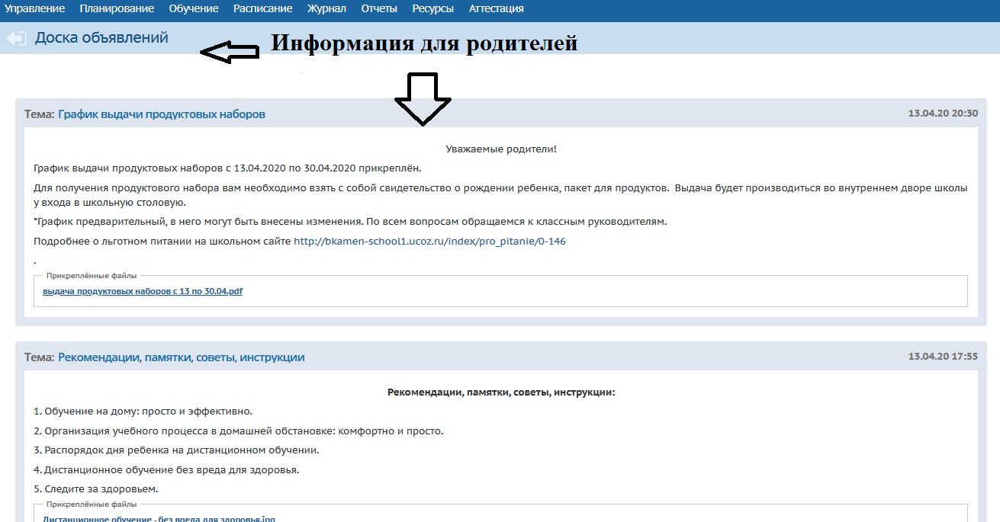 Управление Планирование Обучение Расписание Журнал Отчеты Ресурсы Аттестация
Доска объявлений
Информация для родителей
Тема: График выдачи продуктовых наборов 13.04.20 20:30
Уважаемые родители!
График выдачи продуктовых наборов с 13.04.2020 по 30.04.2020 прикреплён.
Для получения продуктового набора вам необходимо взять с собой свидетельство о рождении ребенка, пакет для продуктов. Выдача будет производиться во внутреннем дворе школы
у входа в школьную столовую.
*График предварительный, в него могут быть внесены изменения. По всем вопросам обращаемся к классным руководителям.
Подробнее о льготном питании на школьном сайте http://bkamen-school1.ucoz.ru/index/pro_pitanie/0-146
.
Прикреплённые файлы
выдача продуктовых наборов с 13 по 30.04.pdf
Тема: Рекомендации, памятки, советы, инструкции 13.04.20 17:55
Рекомендации, памятки, советы, инструкции:
1. Обучение на дому: просто и эффективно.
2. Организация учебного процесса в домашней обстановке: комфортно и просто.
3. Распорядок дня ребенка на дистанционном обучении.
4. Дистанционное обучение без вреда для здоровья.
5. Следите за здоровьем.
Прикреплённые файлы
Дистанционное обучение - без вреда для здоровья.jpg